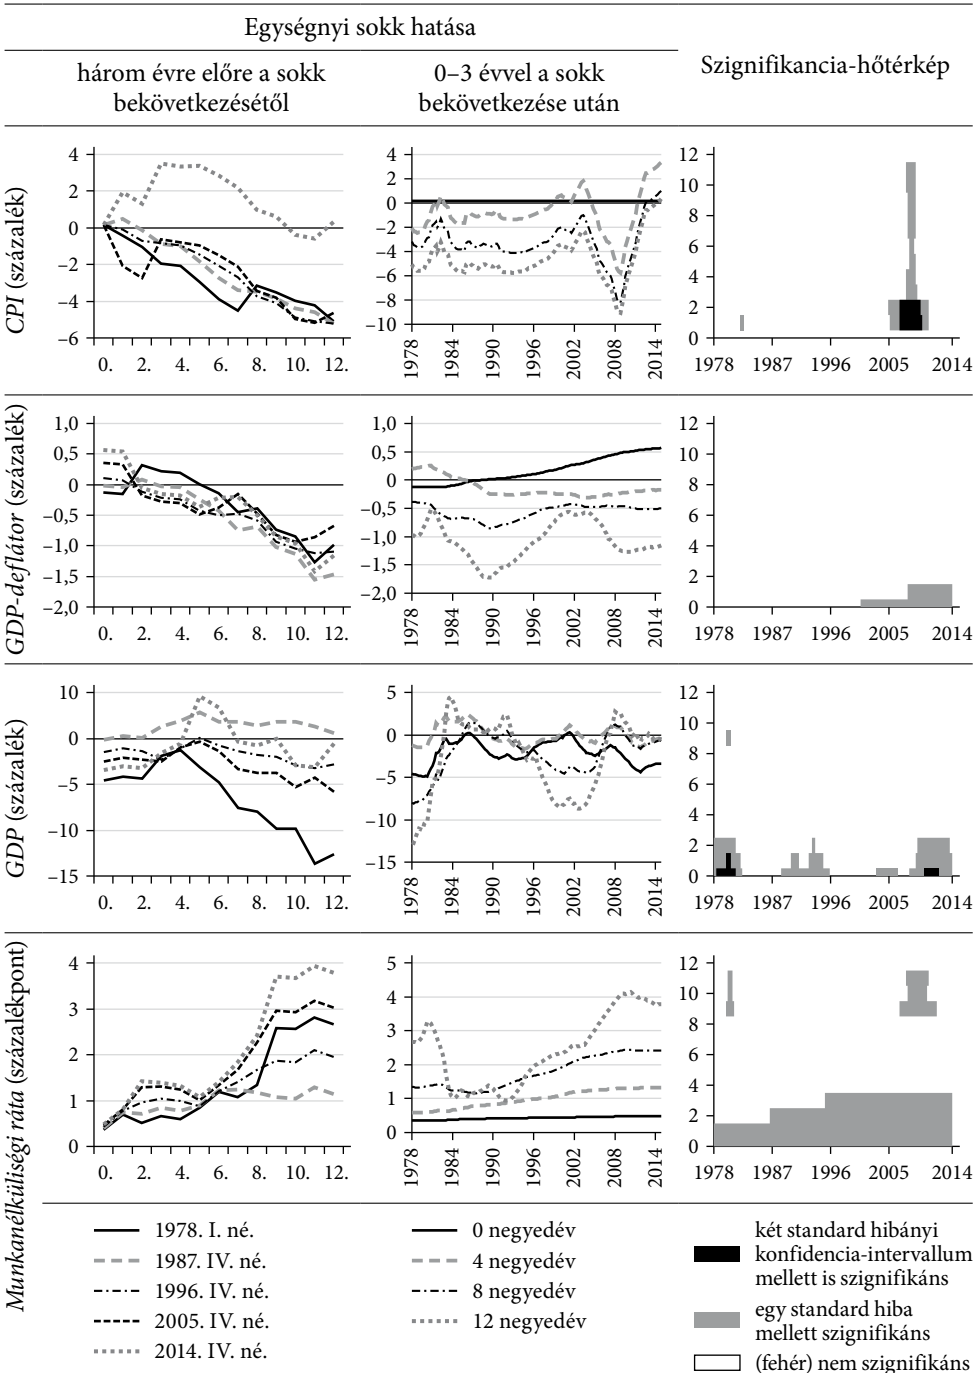 Egységnyi sokk hatása
három évre előre a sokk
bekövetkezésétől
0–3 évvel a sokk
bekövetkezése után
Szignifikancia-hőtérkép
CPI (százalék)
4
2
0
–2
–4
–6
0. 2. 4. 6. 8. 10. 12.
4
2
0
–2
–4
–6
–8
–10
1978 1984 1990 1996 2002 2008 2014
12
10
8
6
4
2
0
1978 1987 1996 2005 2014
GDP-deflátor (százalék)
1,0
0,5
0
–0,5
–1,0
–1,5
–2,0
0. 2. 4. 6. 8. 10. 12.
1,0
0,5
0
–0,5
–1,0
–1,5
–2,0
1978 1984 1990 1996 2002 2008 2014
12
10
8
6
4
2
0
1978 1987 1996 2005 2014
GDP (százalék)
10
5
0
–5
–10
–15
0. 2. 4. 6. 8. 10. 12.
5
0
–5
–10
–15
1978 1984 1990 1996 2002 2008 2014
12
10
8
6
4
2
0
1978 1987 1996 2005 2014
Munkanélküliségi ráta (százalékpont)
4
3
2
1
0
0. 2. 4. 6. 8. 10. 12.
5
4
3
2
1
0
1978 1984 1990 1996 2002 2008 2014
12
10
8
6
4
2
0
1978 1987 1996 2005 2014
1978. I. né.
1987. IV. né.
1996. IV. né.
2005. IV. né.
2014. IV. né.
0 negyedév
4 negyedév
8 negyedév
12 negyedév
két standard hibányi
konfidencia-intervallum
mellett is szignifikáns
egy standard hiba
mellett szignifikáns
(fehér) nem szignifikáns